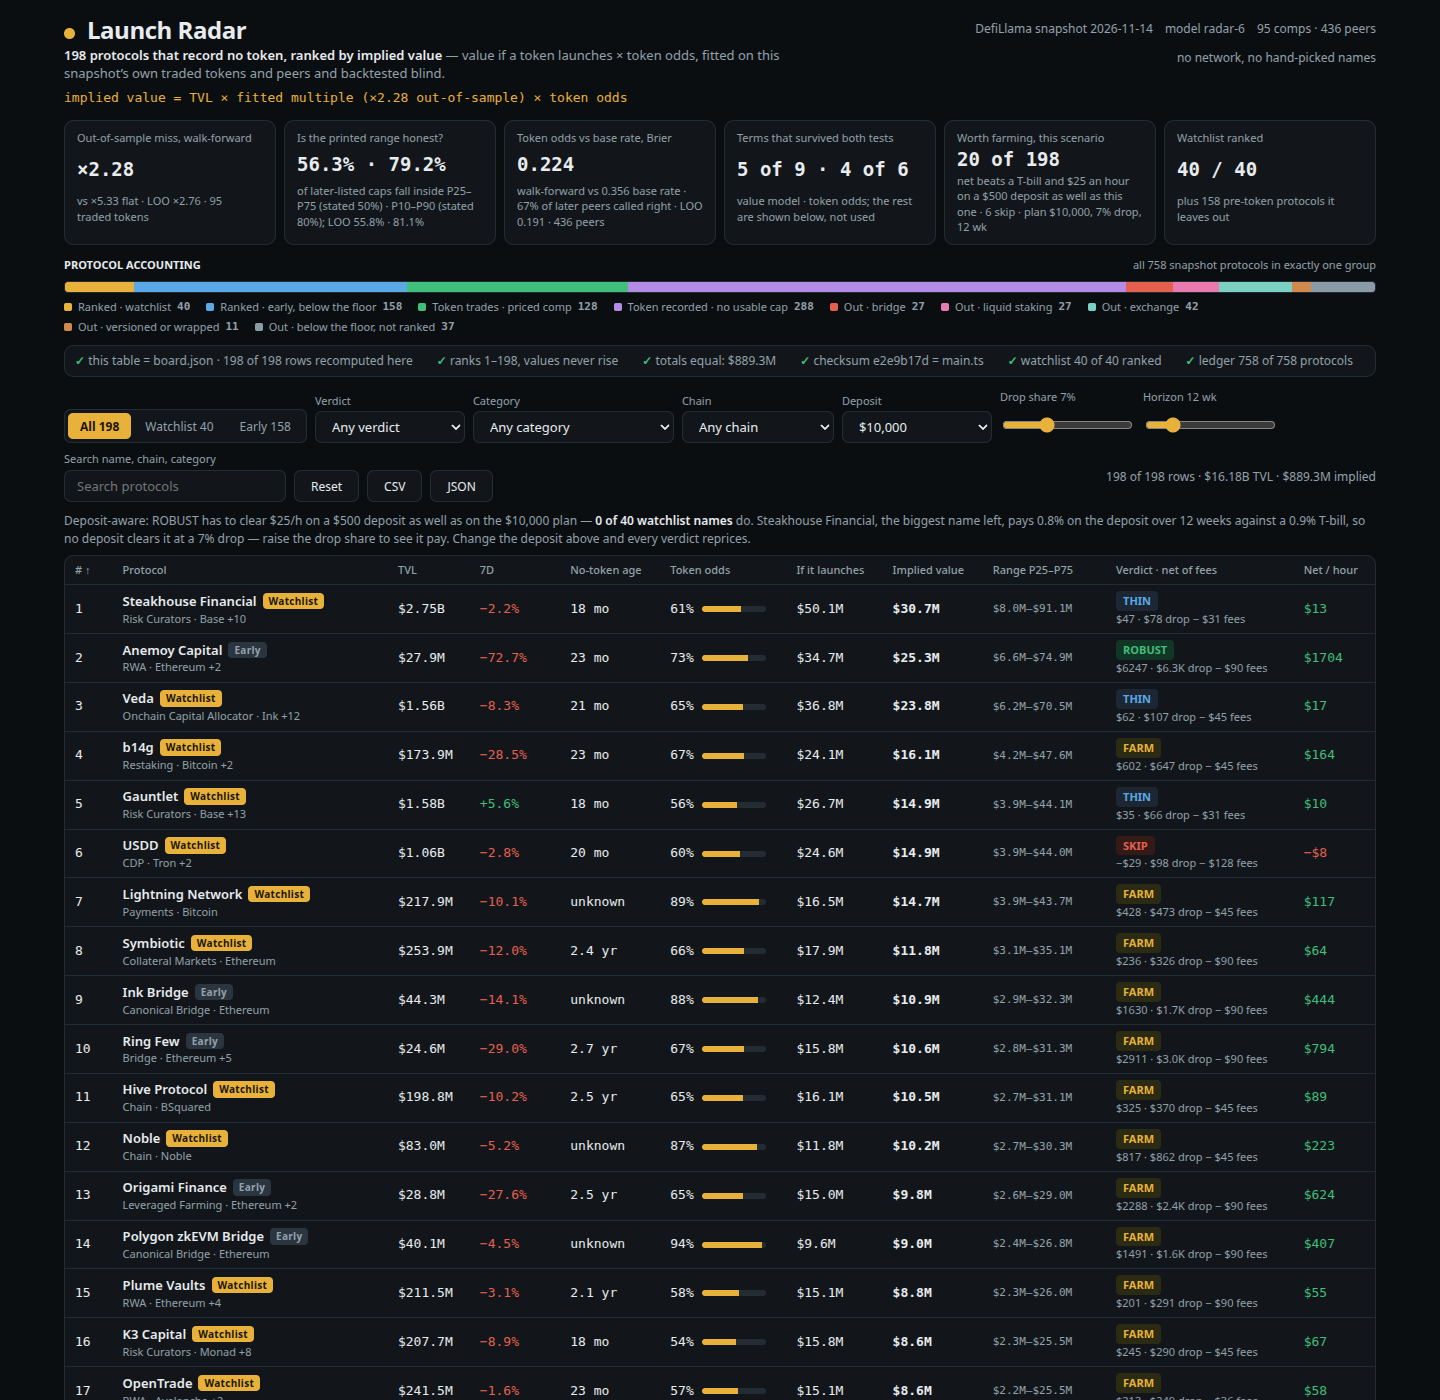 Launch Radar
DefiLlama snapshot 2026-11-14 model radar-6 95 comps · 436 peers
198 protocols that record no token, ranked by implied value — value if a token launches × token odds, fitted on this
snapshot's own traded tokens and peers and backtested blind.
no network, no hand-picked names
implied value = TVL × fitted multiple (×2.28 out-of-sample) × token odds
Out-of-sample miss, walk-forward
×2.28
vs ×5.33 flat · LOO ×2.76 · 95
traded tokens
Is the printed range honest?
56.3% · 79.2%
of later-listed caps fall inside P25–
P75 (stated 50%) · P10–P90 (stated
80%); LOO 55.8% · 81.1%
Token odds vs base rate, Brier
0.224
walk-forward vs 0.356 base rate ·
67% of later peers called right · LOO
0.191 · 436 peers
Terms that survived both tests
5 of 9 · 4 of 6
value model · token odds; the rest
are shown below, not used
Worth farming, this scenario
20 of 198
net beats a T-bill and $25 an hour
on a $500 deposit as well as this
one · 6 skip · plan $10,000, 7% drop,
12 wk
Watchlist ranked
40 / 40
plus 158 pre-token protocols it
leaves out
PROTOCOL ACCOUNTING
all 758 snapshot protocols in exactly one group
Ranked · watchlist 40 Ranked · early, below the floor 158 Token trades · priced comp 128 Token recorded · no usable cap 288 Out · bridge 27 Out · liquid staking 27 Out · exchange 42
Out · versioned or wrapped 11 Out · below the floor, not ranked 37
✓ this table = board.json · 198 of 198 rows recomputed here ✓ ranks 1–198, values never rise ✓ totals equal: $889.3M ✓ checksum e2e9b17d = main.ts ✓ watchlist 40 of 40 ranked ✓ ledger 758 of 758 protocols
All 198 Watchlist 40 Early 158
Verdict
Any verdict
Category
Any category
Chain
Any chain
Deposit
$10,000
Drop share 7%
Horizon 12 wk
Search name, chain, category
Search protocols
Reset
CSV
JSON
198 of 198 rows · $16.18B TVL · $889.3M implied
Deposit-aware: ROBUST has to clear $25/h on a $500 deposit as well as on the $10,000 plan — 0 of 40 watchlist names do. Steakhouse Financial, the biggest name left, pays 0.8% on the deposit over 12 weeks against a 0.9% T-bill, so
no deposit clears it at a 7% drop — raise the drop share to see it pay. Change the deposit above and every verdict reprices.
# ↑ Protocol TVL 7D No-token age Token odds If it launches Implied value Range P25–P75 Verdict · net of fees Net / hour
1 Steakhouse Financial Watchlist $2.75B −2.2% 18 mo 61% $50.1M $30.7M $8.0M–$91.1M THIN $13
Risk Curators · Base +10 $47 · $78 drop − $31 fees
2 Anemoy Capital Early $27.9M −72.7% 23 mo 73% $34.7M $25.3M $6.6M–$74.9M ROBUST $1704
RWA · Ethereum +2 $6247 · $6.3K drop − $90 fees
3 Veda Watchlist $1.56B −8.3% 21 mo 65% $36.8M $23.8M $6.2M–$70.5M THIN $17
Onchain Capital Allocator · Ink +12 $62 · $107 drop − $45 fees
4 b14g Watchlist $173.9M −28.5% 23 mo 67% $24.1M $16.1M $4.2M–$47.6M FARM $164
Restaking · Bitcoin +2 $602 · $647 drop − $45 fees
5 Gauntlet Watchlist $1.58B +5.6% 18 mo 56% $26.7M $14.9M $3.9M–$44.1M THIN $10
Risk Curators · Base +13 $35 · $66 drop − $31 fees
6 USDD Watchlist $1.06B −2.8% 20 mo 60% $24.6M $14.9M $3.9M–$44.0M SKIP −$8
CDP · Tron +2 −$29 · $98 drop − $128 fees
7 Lightning Network Watchlist $217.9M −10.1% unknown 89% $16.5M $14.7M $3.9M–$43.7M FARM $117
Payments · Bitcoin $428 · $473 drop − $45 fees
8 Symbiotic Watchlist $253.9M −12.0% 2.4 yr 66% $17.9M $11.8M $3.1M–$35.1M FARM $64
Collateral Markets · Ethereum $236 · $326 drop − $90 fees
9 Ink Bridge Early $44.3M −14.1% unknown 88% $12.4M $10.9M $2.9M–$32.3M FARM $444
Canonical Bridge · Ethereum $1630 · $1.7K drop − $90 fees
10 Ring Few Early $24.6M −29.0% 2.7 yr 67% $15.8M $10.6M $2.8M–$31.3M FARM $794
Bridge · Ethereum +5 $2911 · $3.0K drop − $90 fees
11 Hive Protocol Watchlist $198.8M −10.2% 2.5 yr 65% $16.1M $10.5M $2.7M–$31.1M FARM $89
Chain · BSquared $325 · $370 drop − $45 fees
12 Noble Watchlist $83.0M −5.2% unknown 87% $11.8M $10.2M $2.7M–$30.3M FARM $223
Chain · Noble $817 · $862 drop − $45 fees
13 Origami Finance Early $28.8M −27.6% 2.5 yr 65% $15.0M $9.8M $2.6M–$29.0M FARM $624
Leveraged Farming · Ethereum +2 $2288 · $2.4K drop − $90 fees
14 Polygon zkEVM Bridge Early $40.1M −4.5% unknown 94% $9.6M $9.0M $2.4M–$26.8M FARM $407
Canonical Bridge · Ethereum $1491 · $1.6K drop − $90 fees
15 Plume Vaults Watchlist $211.5M −3.1% 2.1 yr 58% $15.1M $8.8M $2.3M–$26.0M FARM $55
RWA · Ethereum +4 $201 · $291 drop − $90 fees
16 K3 Capital Watchlist $207.7M −8.9% 18 mo 54% $15.8M $8.6M $2.3M–$25.5M FARM $67
Risk Curators · Monad +8 $245 · $290 drop − $45 fees
17 OpenTrade Watchlist $241.5M −1.6% 23 mo 57% $15.1M $8.6M $2.2M–$25.5M FARM $58